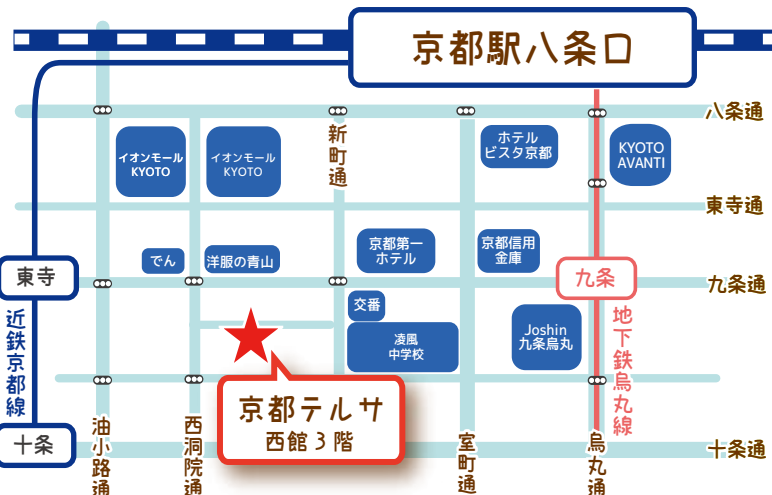 京都駅八条口
八条通
イオンモール
KYOTO
イオンモール
KYOTO
新町通
ホテル
ビスタ京都
KYOTO
AVANTI
東寺通
でん
洋服の青山
京都第一
ホテル
京都信用
金庫
東寺
九条
九条通
交番
凌風
中学校
Joshin
九条烏丸
近鉄京都線
地下鉄烏丸線
京都テルサ
西館3階
十条
油小路通
西洞院通
室町通
烏丸通
十条通